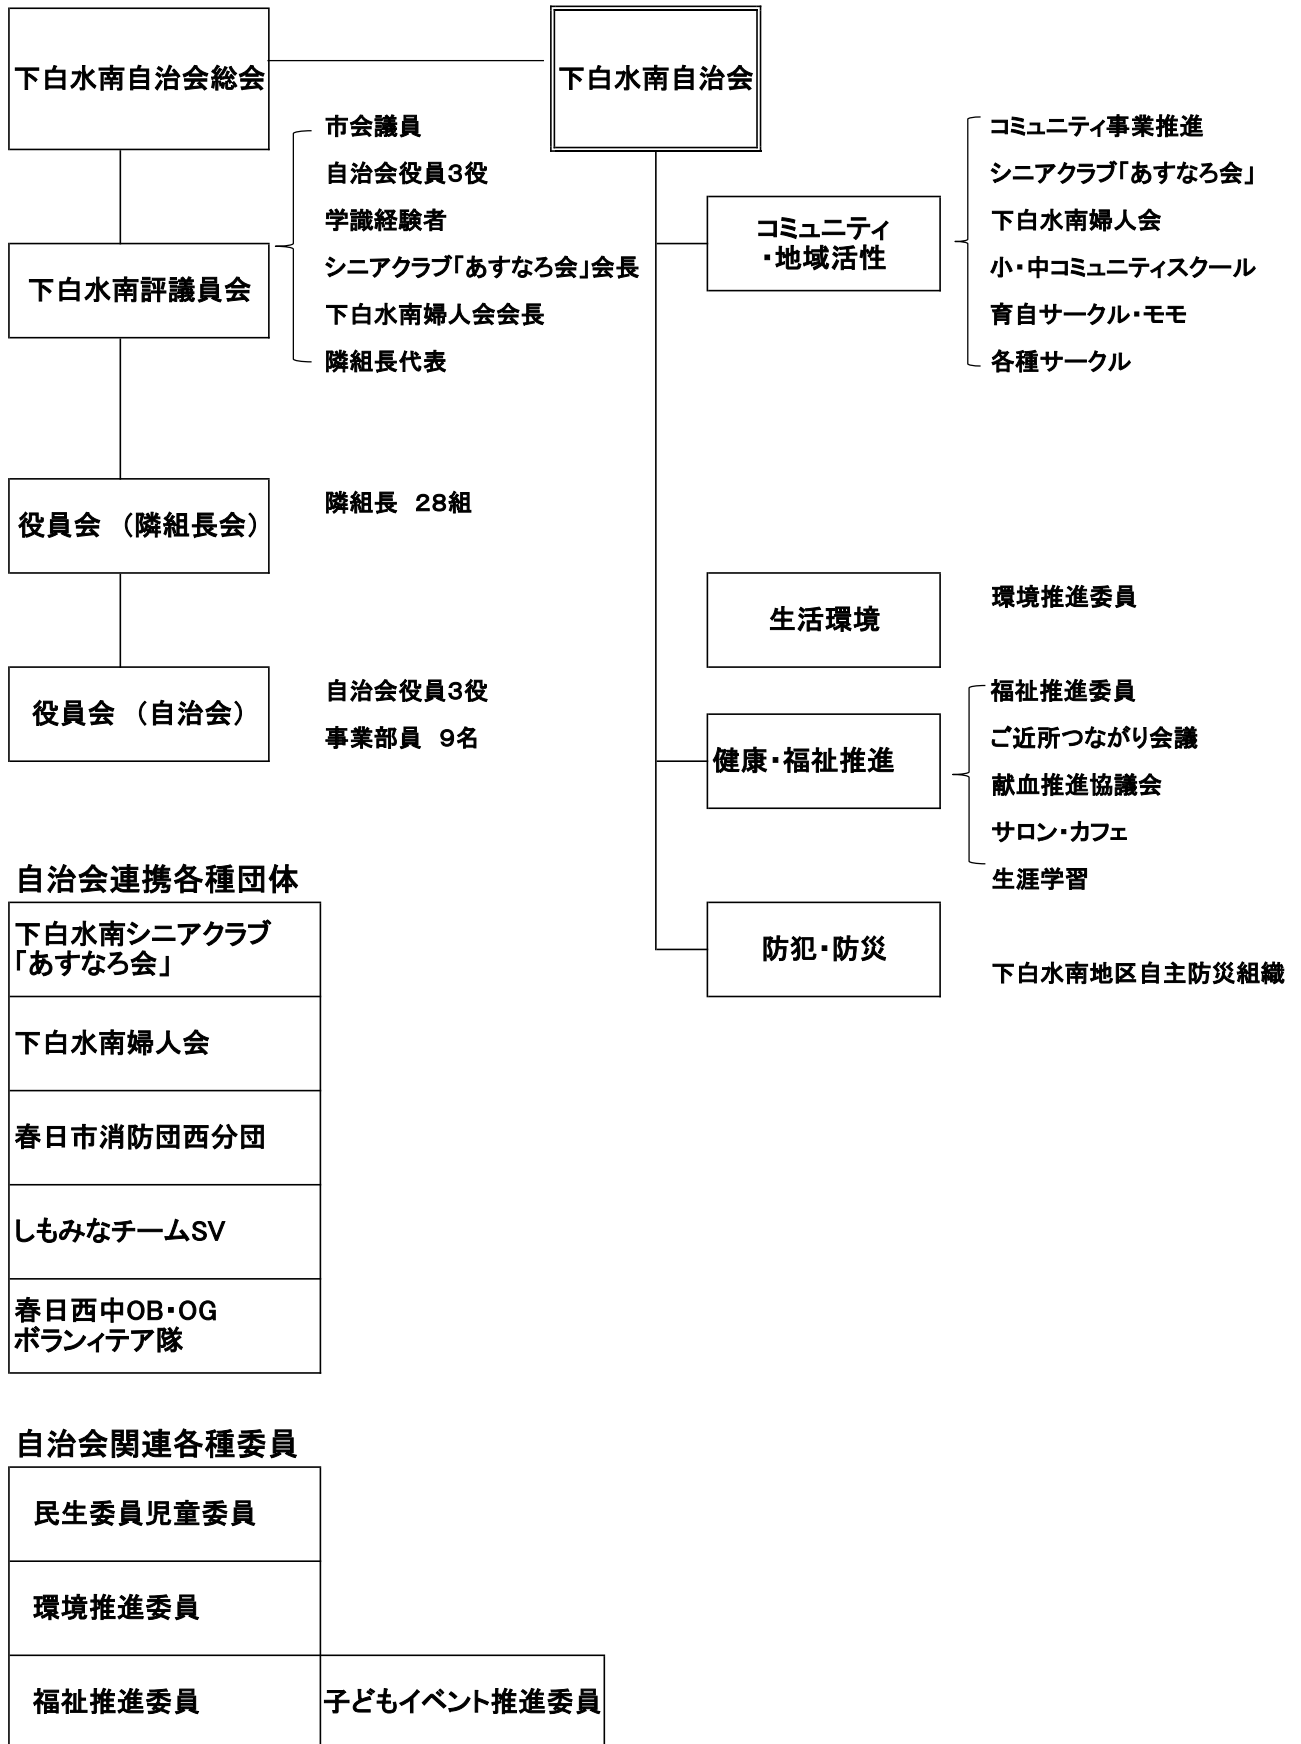 下白水南自治会総会
下白水南自治会
市会議員
自治会役員3役
学識経験者
シニアクラブ「あすなろ会」会長
下白水南婦人会会長
隣組長代表
下白水南評議員会
コミュニティ
・地域活性
コミュニティ事業推進
シニアクラブ「あすなろ会」
下白水南婦人会
小・中コミュニティスクール
育自サークル・モモ
各種サークル
役員会 （隣組長会）
隣組長 28組
生活環境
環境推進委員
役員会 （自治会）
自治会役員3役
事業部員 9名
健康・福祉推進
福祉推進委員
ご近所つながり会議
献血推進協議会
サロン・カフェ
生涯学習
防犯・防災
下白水南地区自主防災組織
自治会連携各種団体
下白水南シニアクラブ
「あすなろ会」
下白水南婦人会
春日市消防団西分団
しもみなチームSV
春日西中OB・OG
ボランィテア隊
自治会関連各種委員
民生委員児童委員
環境推進委員
福祉推進委員
子どもイベント推進委員